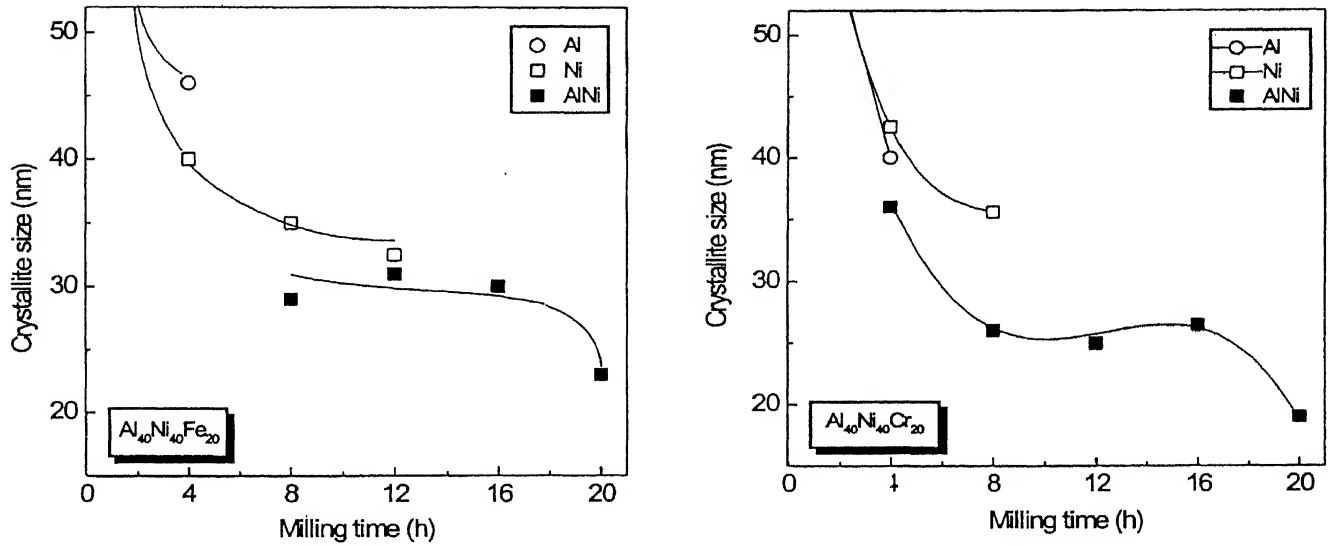 50
40
30
20
Crystallite size (nm)
Al
Ni
AlNi
Al₄₀Ni₄₀Fe₂₀
0 4 8 12 16 20
Milling time (h)
50
40
30
20
Crystallite size (nm)
Al
Ni
AlNi
Al₄₀Ni₄₀Cr₂₀
0 4 8 12 16 20
Milling time (h)